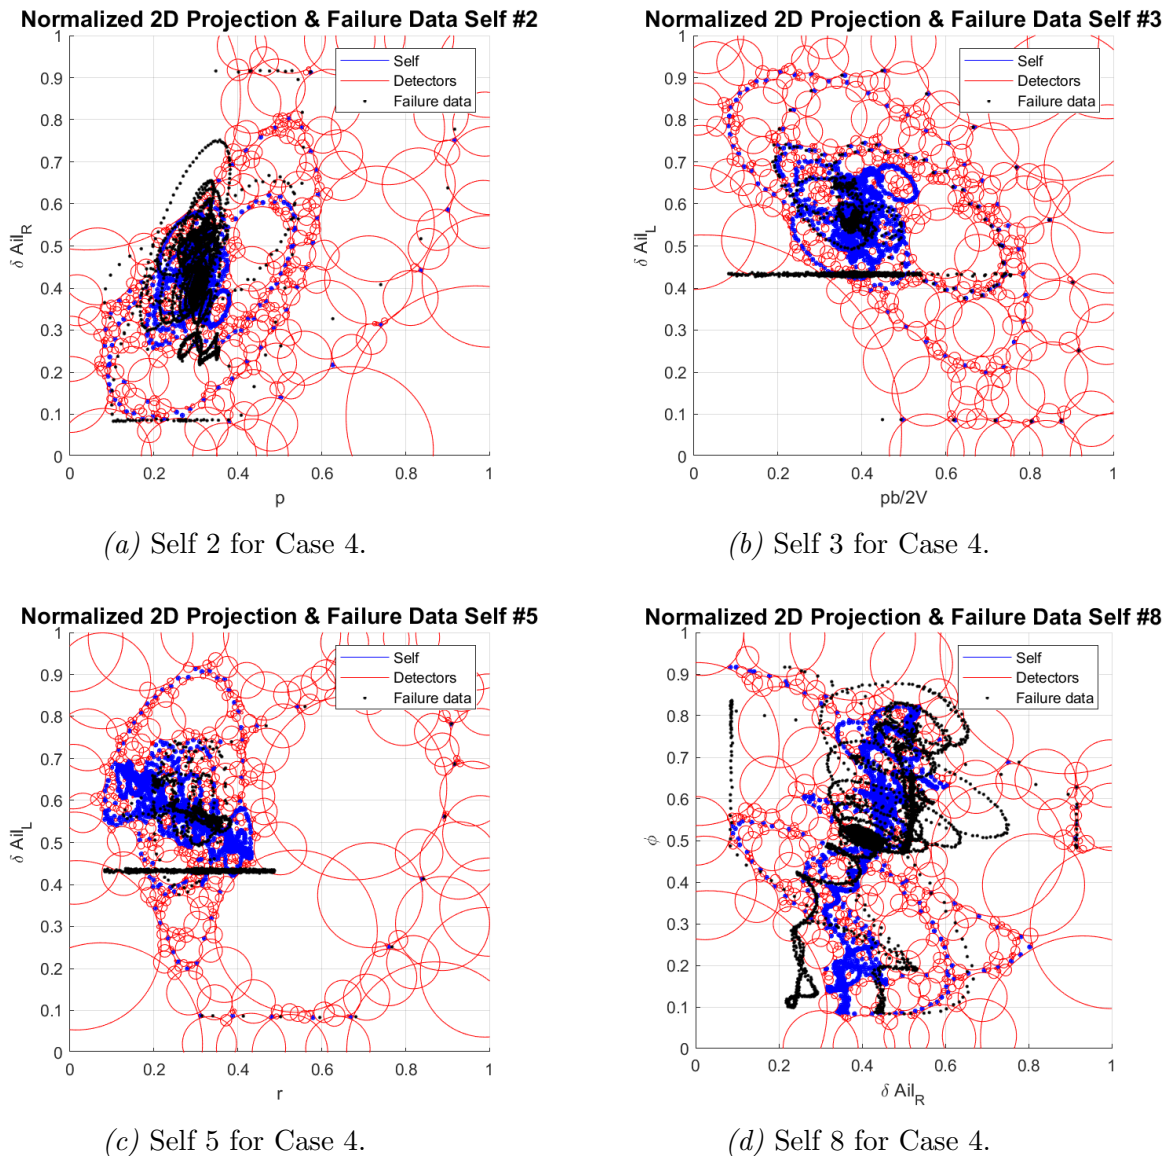 Normalized 2D Projection & Failure Data Self #2
Self
Detectors
Failure data
1
0.9
0.8
0.7
0.6
0.5
0.4
0.3
0.2
0.1
0
δ Ail_R
0 0.2 0.4 0.6 0.8 1
p
(a) Self 2 for Case 4.
Normalized 2D Projection & Failure Data Self #3
Self
Detectors
Failure data
1
0.9
0.8
0.7
0.6
0.5
0.4
0.3
0.2
0.1
0
δ Ail_L
0 0.2 0.4 0.6 0.8 1
pb/2V
(b) Self 3 for Case 4.
Normalized 2D Projection & Failure Data Self #5
Self
Detectors
Failure data
1
0.9
0.8
0.7
0.6
0.5
0.4
0.3
0.2
0.1
0
δ Ail_L
0 0.2 0.4 0.6 0.8 1
r
(c) Self 5 for Case 4.
Normalized 2D Projection & Failure Data Self #8
Self
Detectors
Failure data
1
0.9
0.8
0.7
0.6
0.5
0.4
0.3
0.2
0.1
0
ϕ
0 0.2 0.4 0.6 0.8 1
δ Ail_R
(d) Self 8 for Case 4.